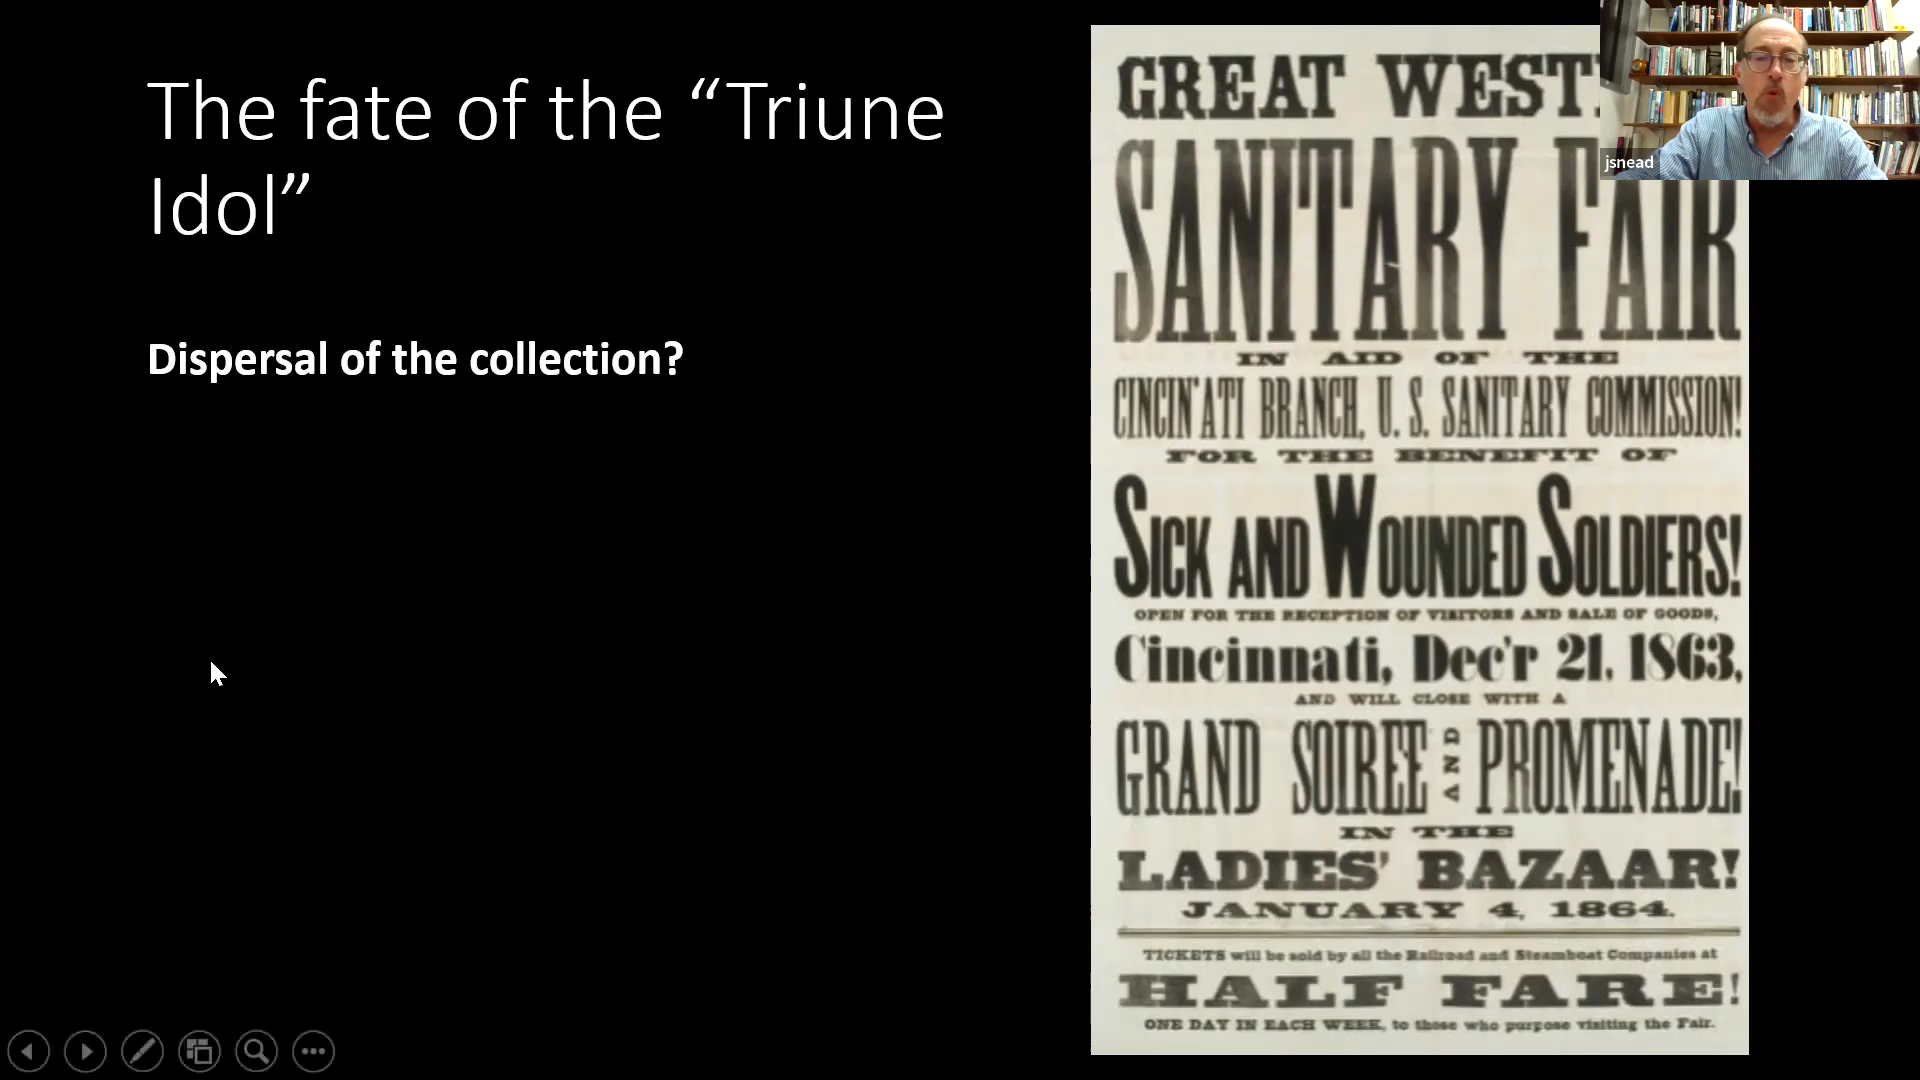 The fate of the “Triune
Idol”
Dispersal of the collection?
GREAT WEST
SANITARY FAIR
IN AID OF THE
CINCIN'ATI BRANCH, U. S. SANITARY COMMISSION!
FOR THE BENEFIT OF
SICK AND WOUNDED SOLDIERS!
OPEN FOR THE RECEPTION OF VISITORS AND SALE OF GOODS,
Cincinnati, Dec'r 21, 1863,
AND WILL CLOSE WITH A
GRAND SOIREE AND PROMENADE!
IN THE
LADIES' BAZAAR!
JANUARY 4, 1864.
TICKETS will be sold by all the Railroad and Steamboat Companies at
HALF FARE!
ONE DAY IN EACH WEEK, to those who purpose visiting the Fair.
jsnead